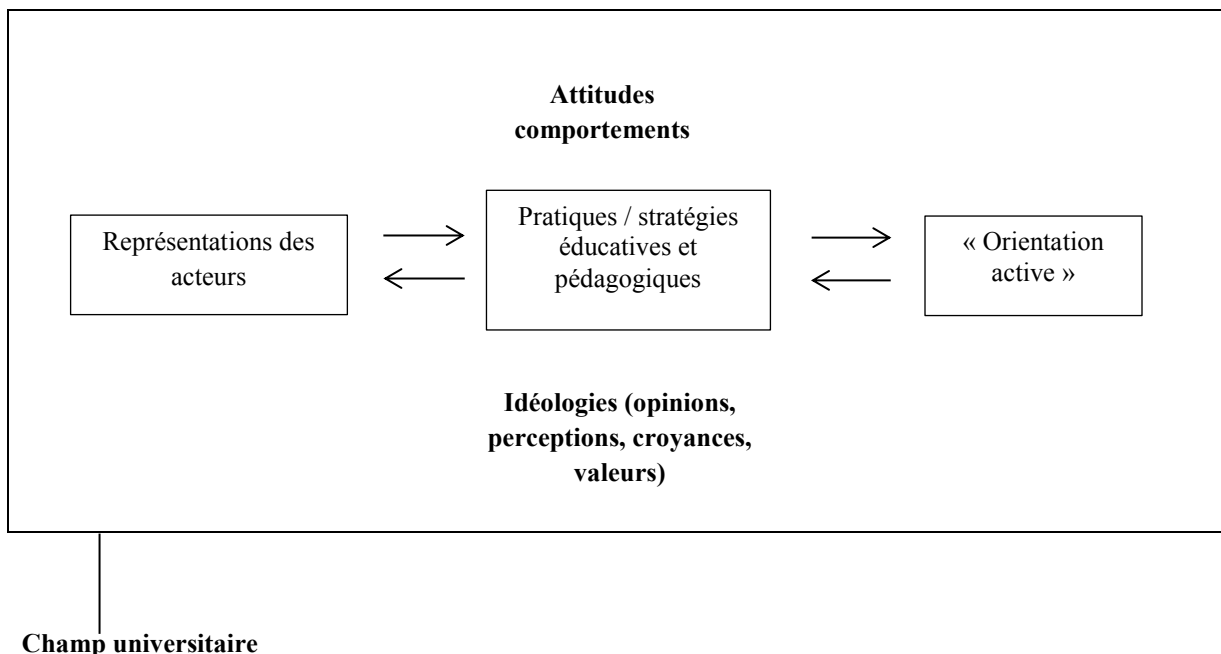 Attitudes
comportements
Représentations des
acteurs
Pratiques / stratégies
éducatives et
pédagogiques
« Orientation
active »
Idéologies (opinions,
perceptions, croyances,
valeurs)
Champ universitaire